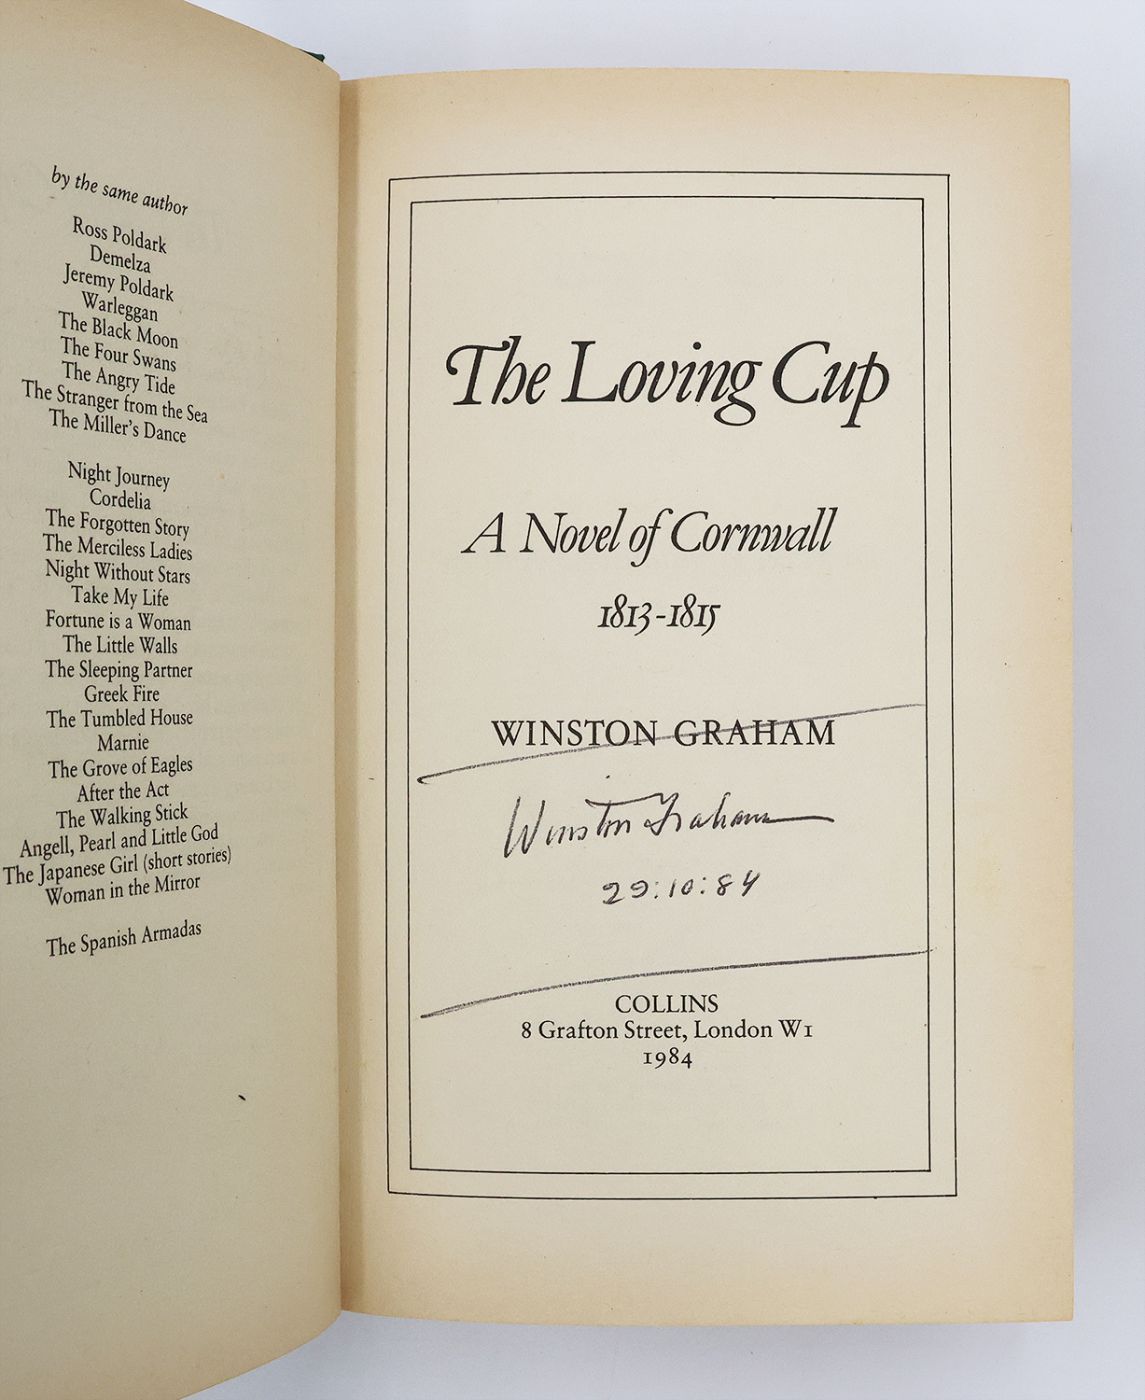 by the same author
Ross Poldark
Demelza
Jeremy Poldark
Warleggan
The Black Moon
The Four Swans
The Angry Tide
The Stranger from the Sea
The Miller's Dance
Night Journey
Cordelia
The Forgotten Story
The Merciless Ladies
Night Without Stars
Take My Life
Fortune is a Woman
The Little Walls
The Sleeping Partner
Greek Fire
The Tumbled House
Marnie
The Grove of Eagles
After the Act
The Walking Stick
Angell, Pearl and Little God
The Japanese Girl (short stories)
Woman in the Mirror
The Spanish Armadas
The Loving Cup
A Novel of Cornwall
1813-1815
WINSTON GRAHAM
Winston Graham
29:10:84
COLLINS
8 Grafton Street, London W1
1984